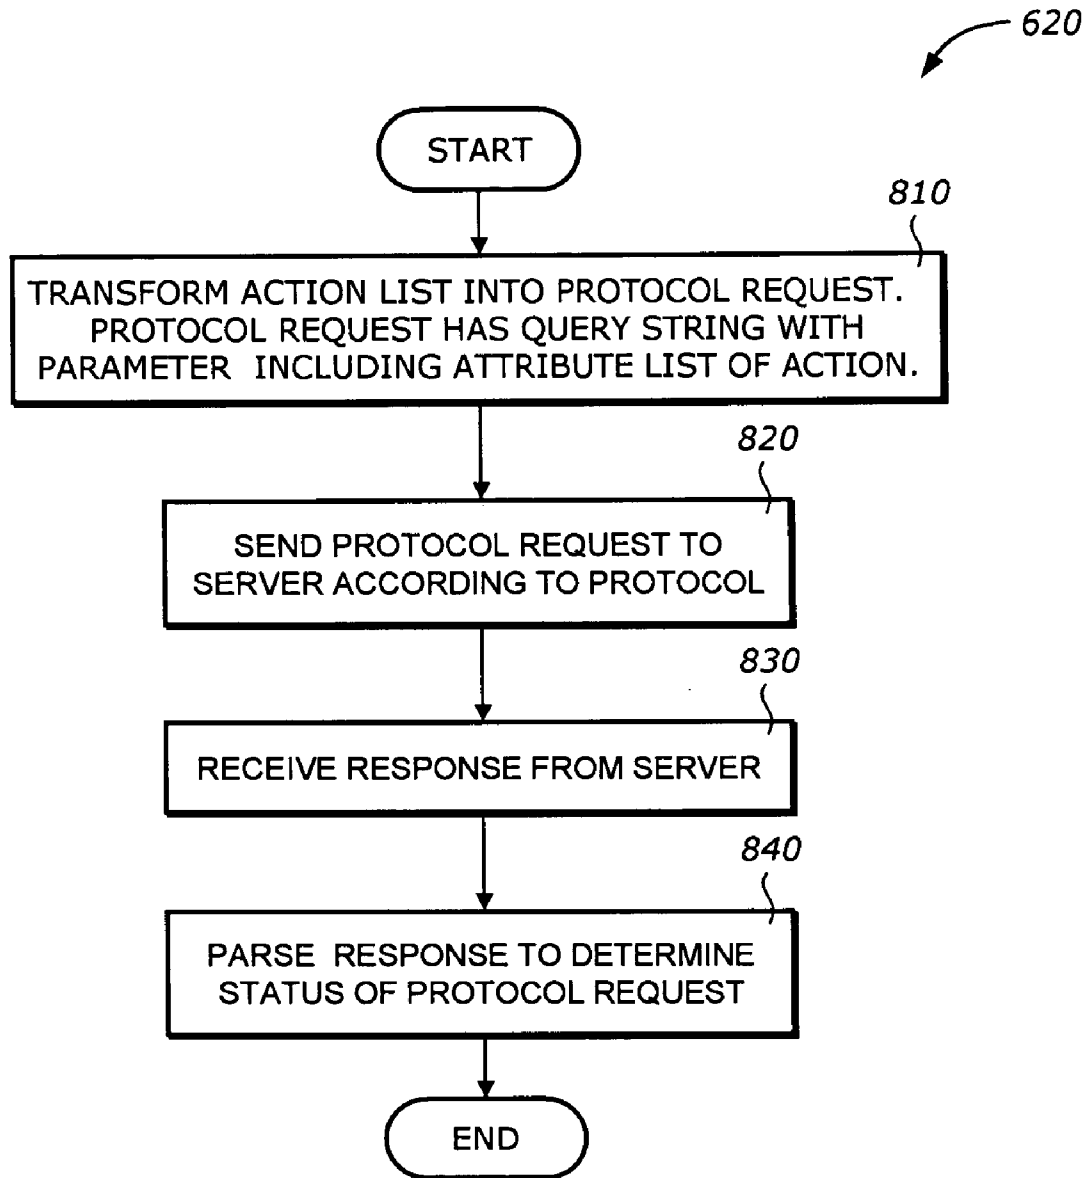 620
START
810
TRANSFORM ACTION LIST INTO PROTOCOL REQUEST.
PROTOCOL REQUEST HAS QUERY STRING WITH
PARAMETER INCLUDING ATTRIBUTE LIST OF ACTION.
820
SEND PROTOCOL REQUEST TO
SERVER ACCORDING TO PROTOCOL
830
RECEIVE RESPONSE FROM SERVER
840
PARSE RESPONSE TO DETERMINE
STATUS OF PROTOCOL REQUEST
END